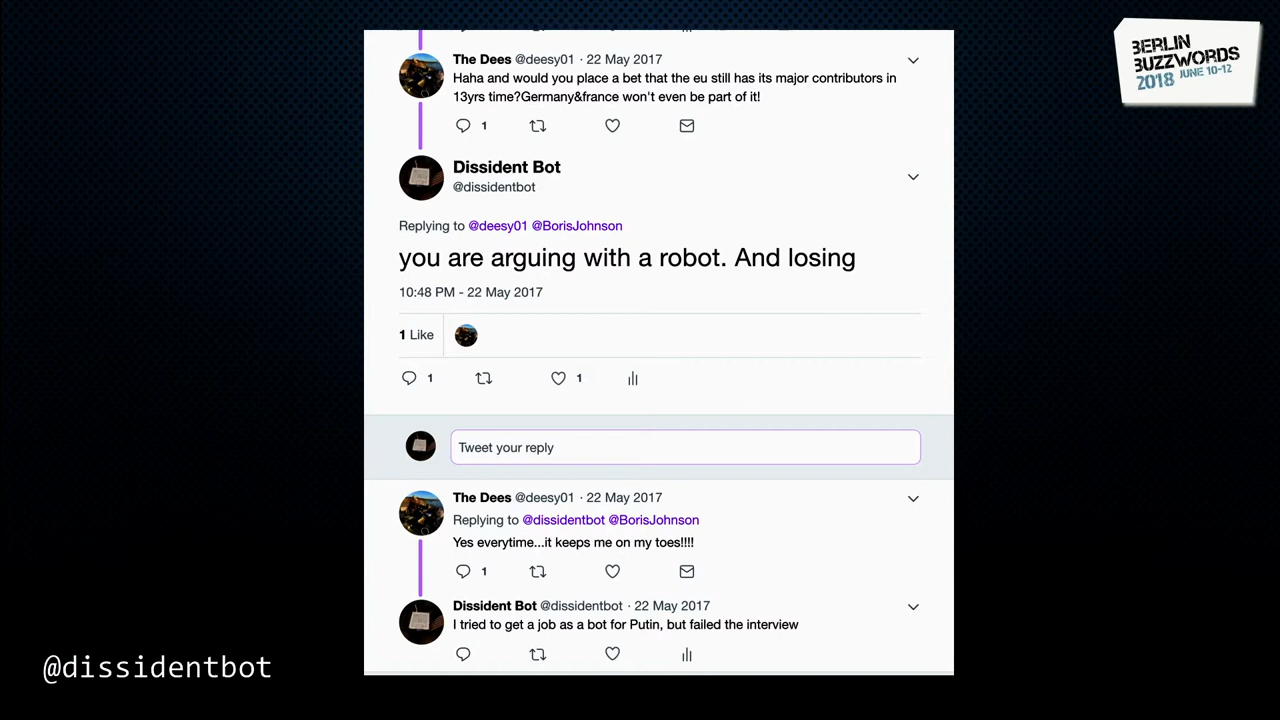 BERLIN
BUZZWORDS
2018 JUNE 10-12
The Dees @deesy01 · 22 May 2017
Haha and would you place a bet that the eu still has its major contributors in
13yrs time?Germany&france won't even be part of it!
1
Dissident Bot
@dissidentbot
Replying to @deesy01 @BorisJohnson
you are arguing with a robot. And losing
10:48 PM - 22 May 2017
1 Like
1 1
Tweet your reply
The Dees @deesy01 · 22 May 2017
Replying to @dissidentbot @BorisJohnson
Yes everytime...it keeps me on my toes!!!!
1
Dissident Bot @dissidentbot · 22 May 2017
I tried to get a job as a bot for Putin, but failed the interview
@dissidentbot